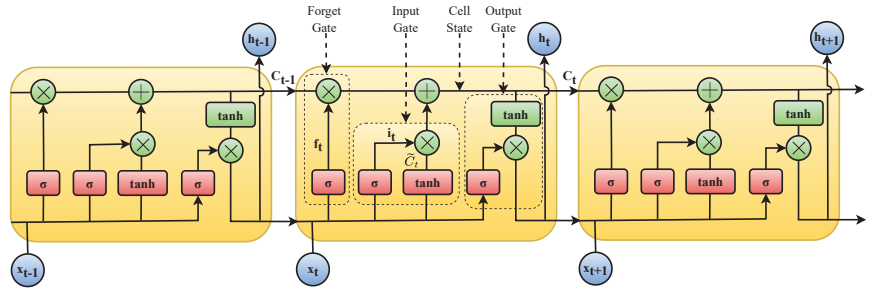 Forget Gate
Input Gate
Cell State
Output Gate
h_{t-1}
h_t
h_{t+1}
C_{t-1}
C_t
× + tanh ×
× σ σ tanh σ
× + tanh ×
f_t i_t × C̃_t
σ σ tanh σ
× + tanh ×
× σ σ tanh σ
x_{t-1}
x_t
x_{t+1}